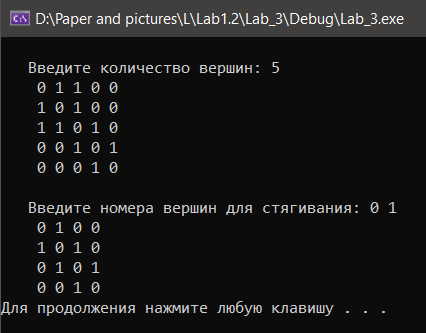 D:\Paper and pictures\L\Lab1.2\Lab_3\Debug\Lab_3.exe
Введите количество вершин: 5
0 1 1 0 0
1 0 1 0 0
1 1 0 1 0
0 0 1 0 1
0 0 0 1 0
Введите номера вершин для стягивания: 0 1
0 1 0 0
1 0 1 0
0 1 0 1
0 0 1 0
Для продолжения нажмите любую клавишу . . .